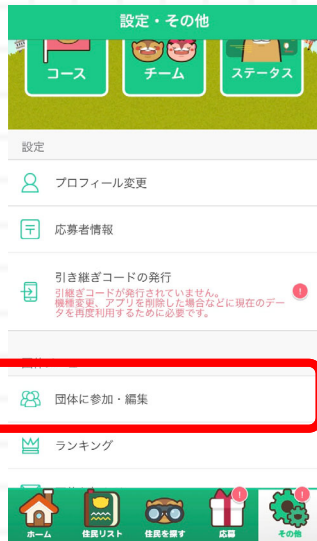 設定・その他
コース
チーム
ステータス
設定
プロフィール変更
応募者情報
引き継ぎコードの発行
引継ぎコードが発行されていません。
機種変更、アプリを削除した場合などに現在のデー
タを再度利用するために必要です。
団体に参加・編集
ランキング
ホーム
住民リスト
住民を探す
応募
その他